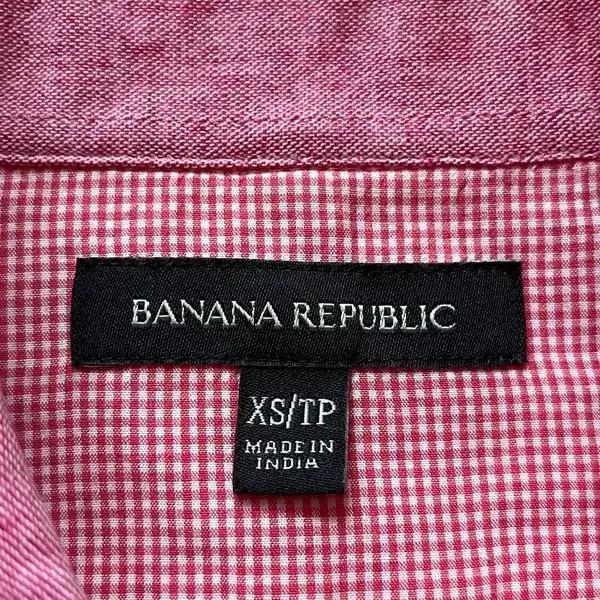 BANANA REPUBLIC
XS/TP
MADE IN
INDIA